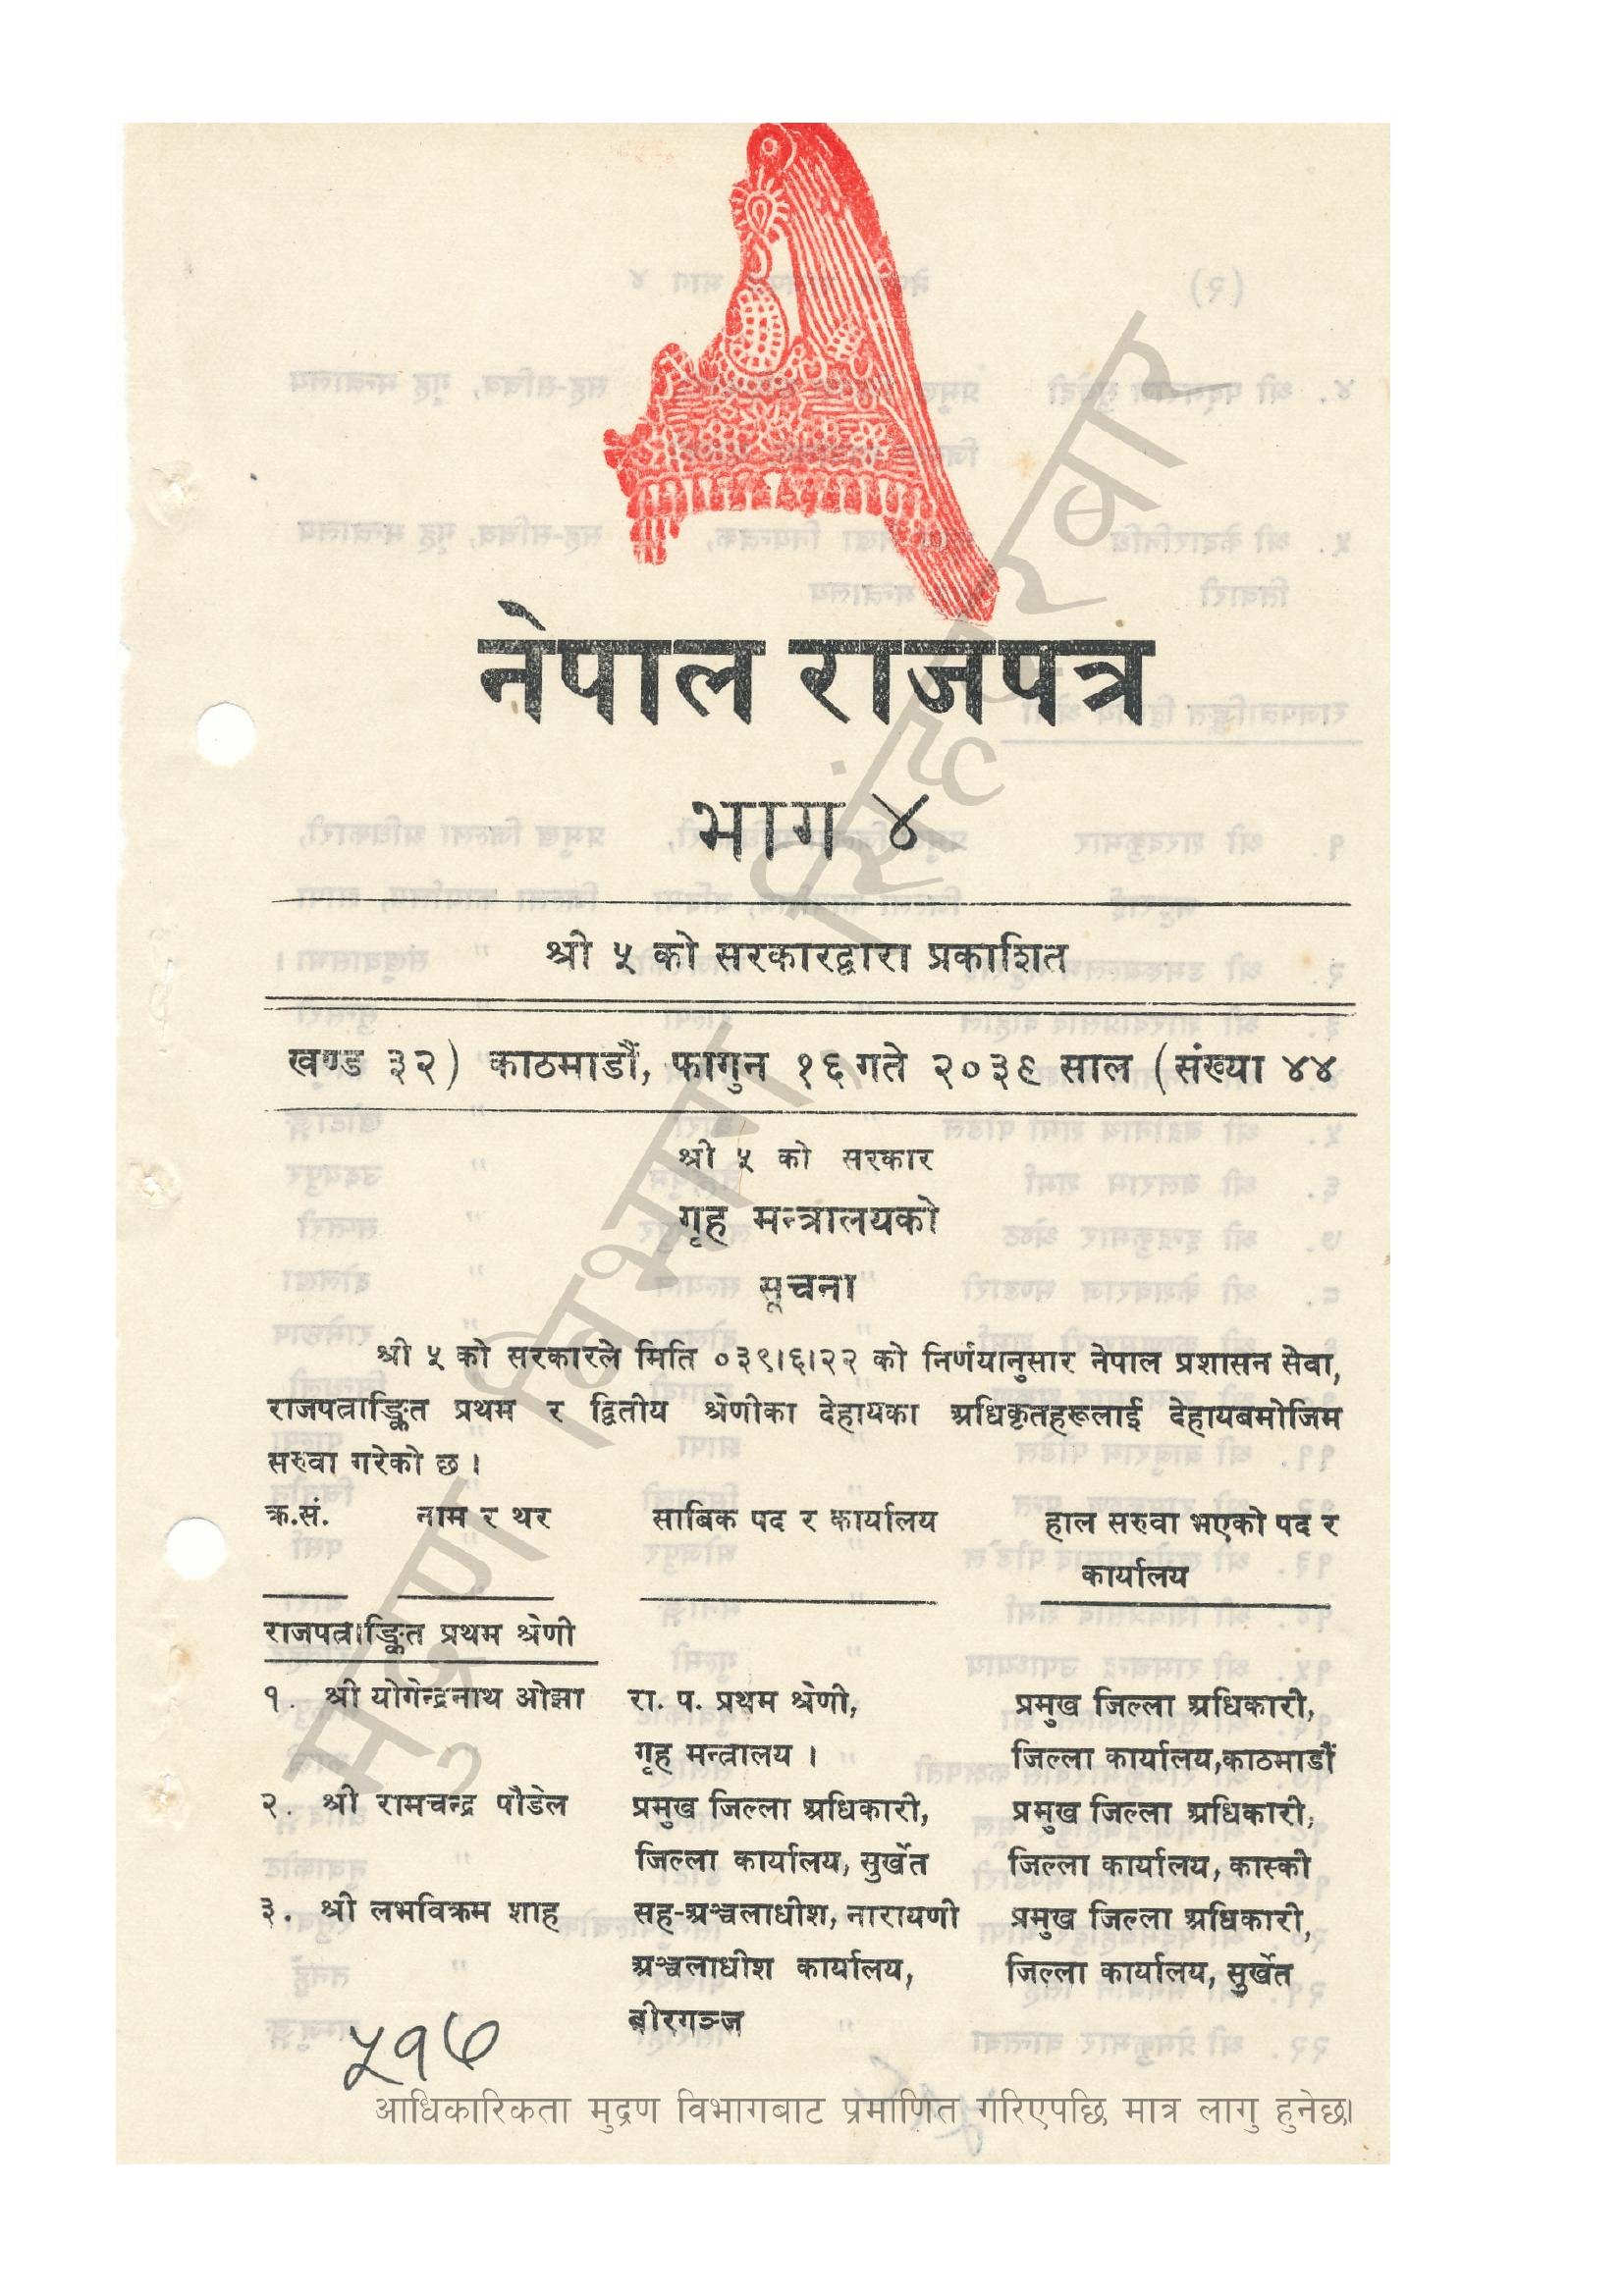 नेपाल राजपत्र
भाग ४
श्री ५ को सरकारद्वारा प्रकाशित
खण्ड ३२) काठमाडौं, फागुन १६ गते २०३९ साल (संख्या ४४
श्री ५ को सरकार
गृह मन्त्रालयको
सूचना
श्री ५ को सरकारले मिति ०३९।६।२२ को निर्णयानुसार नेपाल प्रशासन सेवा,
राजपत्राङ्कित प्रथम र द्वितीय श्रेणीका देहायका अधिकृतहरूलाई देहायबमोजिम
सरुवा गरेको छ ।
क्र.सं. नाम र थर साबिक पद र कार्यालय हाल सरुवा भएको पद र
कार्यालय
राजपत्राङ्कित प्रथम श्रेणी
१. श्री योगेन्द्रनाथ ओझा रा. प. प्रथम श्रेणी, प्रमुख जिल्ला अधिकारी,
गृह मन्त्रालय । जिल्ला कार्यालय,काठमाडौं
२. श्री रामचन्द्र पौडेल प्रमुख जिल्ला अधिकारी, प्रमुख जिल्ला अधिकारी,
जिल्ला कार्यालय, सुर्खेत जिल्ला कार्यालय, कास्की
३. श्री लभविक्रम शाह सह-अञ्चलाधीश, नारायणी प्रमुख जिल्ला अधिकारी,
अञ्चलाधीश कार्यालय, जिल्ला कार्यालय, सुर्खेत
बीरगञ्ज
५१७
मुद्रण विभाग, सिंहदरबार
आधिकारिकता मुद्रण विभागबाट प्रमाणित गरिएपछि मात्र लागु हुनेछ।